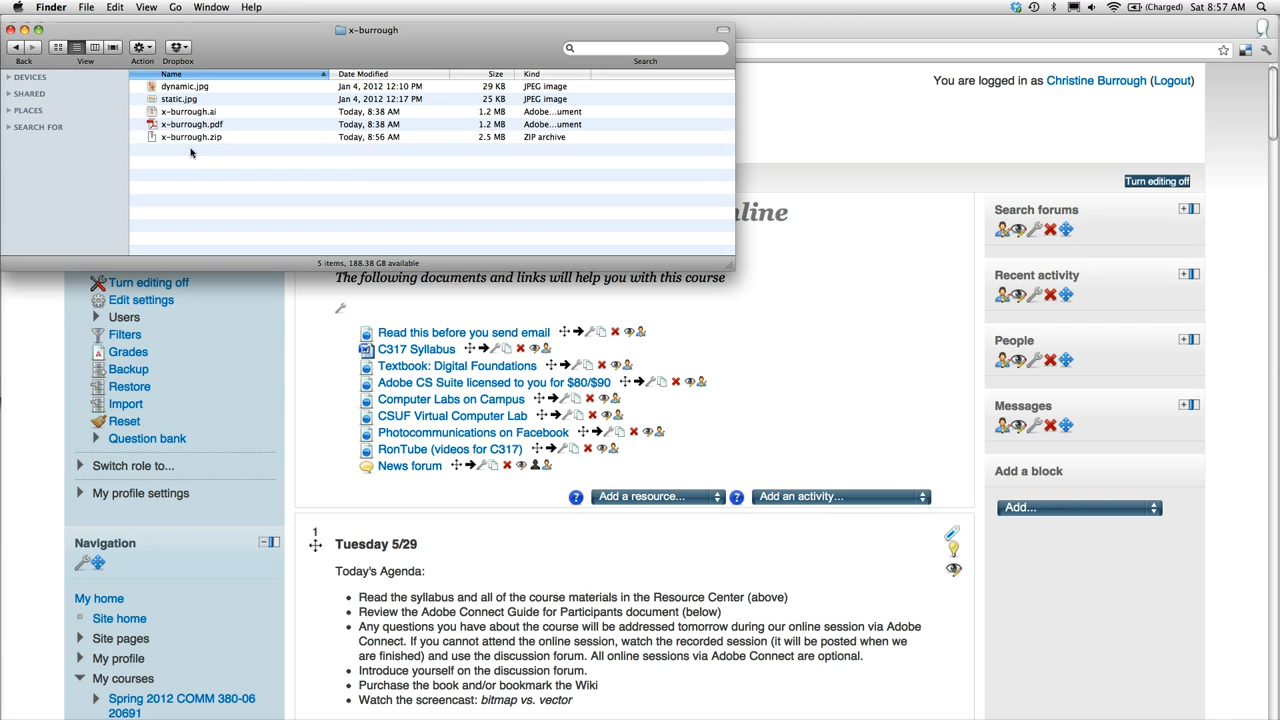 Finder File Edit View Go Window Help (Charged) Sat 8:57 AM
x-burrough
Back View Action Dropbox Search
Name Date Modified Size Kind
DEVICES
SHARED
PLACES
SEARCH FOR
dynamic.jpg Jan 4, 2012 12:10 PM 29 KB JPEG image
static.jpg Jan 4, 2012 12:17 PM 25 KB JPEG image
x-burrough.ai Today, 8:38 AM 1.2 MB Adobe...ument
x-burrough.pdf Today, 8:38 AM 1.2 MB Adobe...ument
x-burrough.zip Today, 8:56 AM 2.5 MB ZIP archive
5 items, 188.38 GB available
You are logged in as Christine Burrough (Logout)
Turn editing off
nline
Turn editing off
Edit settings
Users
Filters
Grades
Backup
Restore
Import
Reset
Question bank
Switch role to...
My profile settings
Navigation
My home
Site home
Site pages
My profile
My courses
Spring 2012 COMM 380-06
20691
The following documents and links will help you with this course
Read this before you send email
C317 Syllabus
Textbook: Digital Foundations
Adobe CS Suite licensed to you for $80/$90
Computer Labs on Campus
CSUF Virtual Computer Lab
Photocommunications on Facebook
RonTube (videos for C317)
News forum
Add a resource... Add an activity...
1
Tuesday 5/29
Today's Agenda:
Read the syllabus and all of the course materials in the Resource Center (above)
Review the Adobe Connect Guide for Participants document (below)
Any questions you have about the course will be addressed tomorrow during our online session via Adobe
Connect. If you cannot attend the online session, watch the recorded session (it will be posted when we
are finished) and use the discussion forum. All online sessions via Adobe Connect are optional.
Introduce yourself on the discussion forum.
Purchase the book and/or bookmark the Wiki
Watch the screencast: bitmap vs. vector
Search forums
Recent activity
People
Messages
Add a block
Add...